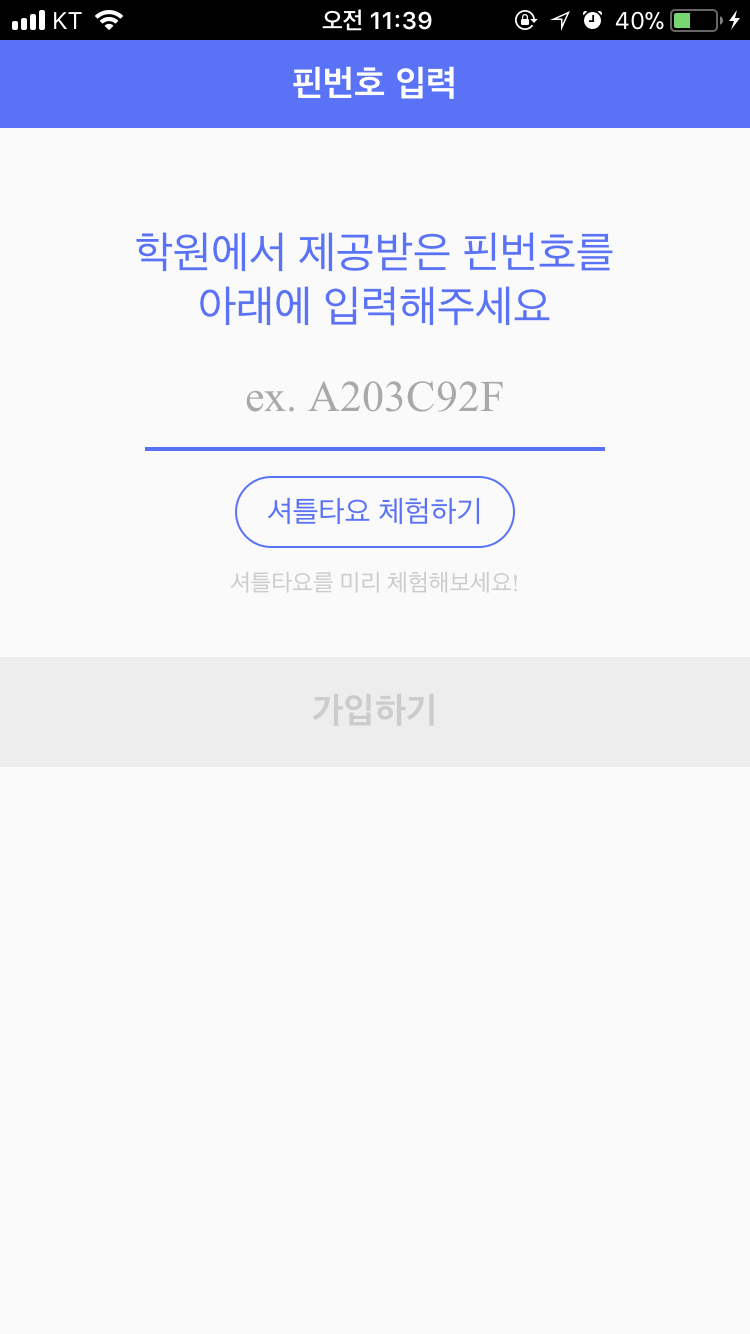 KT 오전 11:39 40%
핀번호 입력
학원에서 제공받은 핀번호를
아래에 입력해주세요
ex. A203C92F
셔틀타요 체험하기
셔틀타요를 미리 체험해보세요!
가입하기